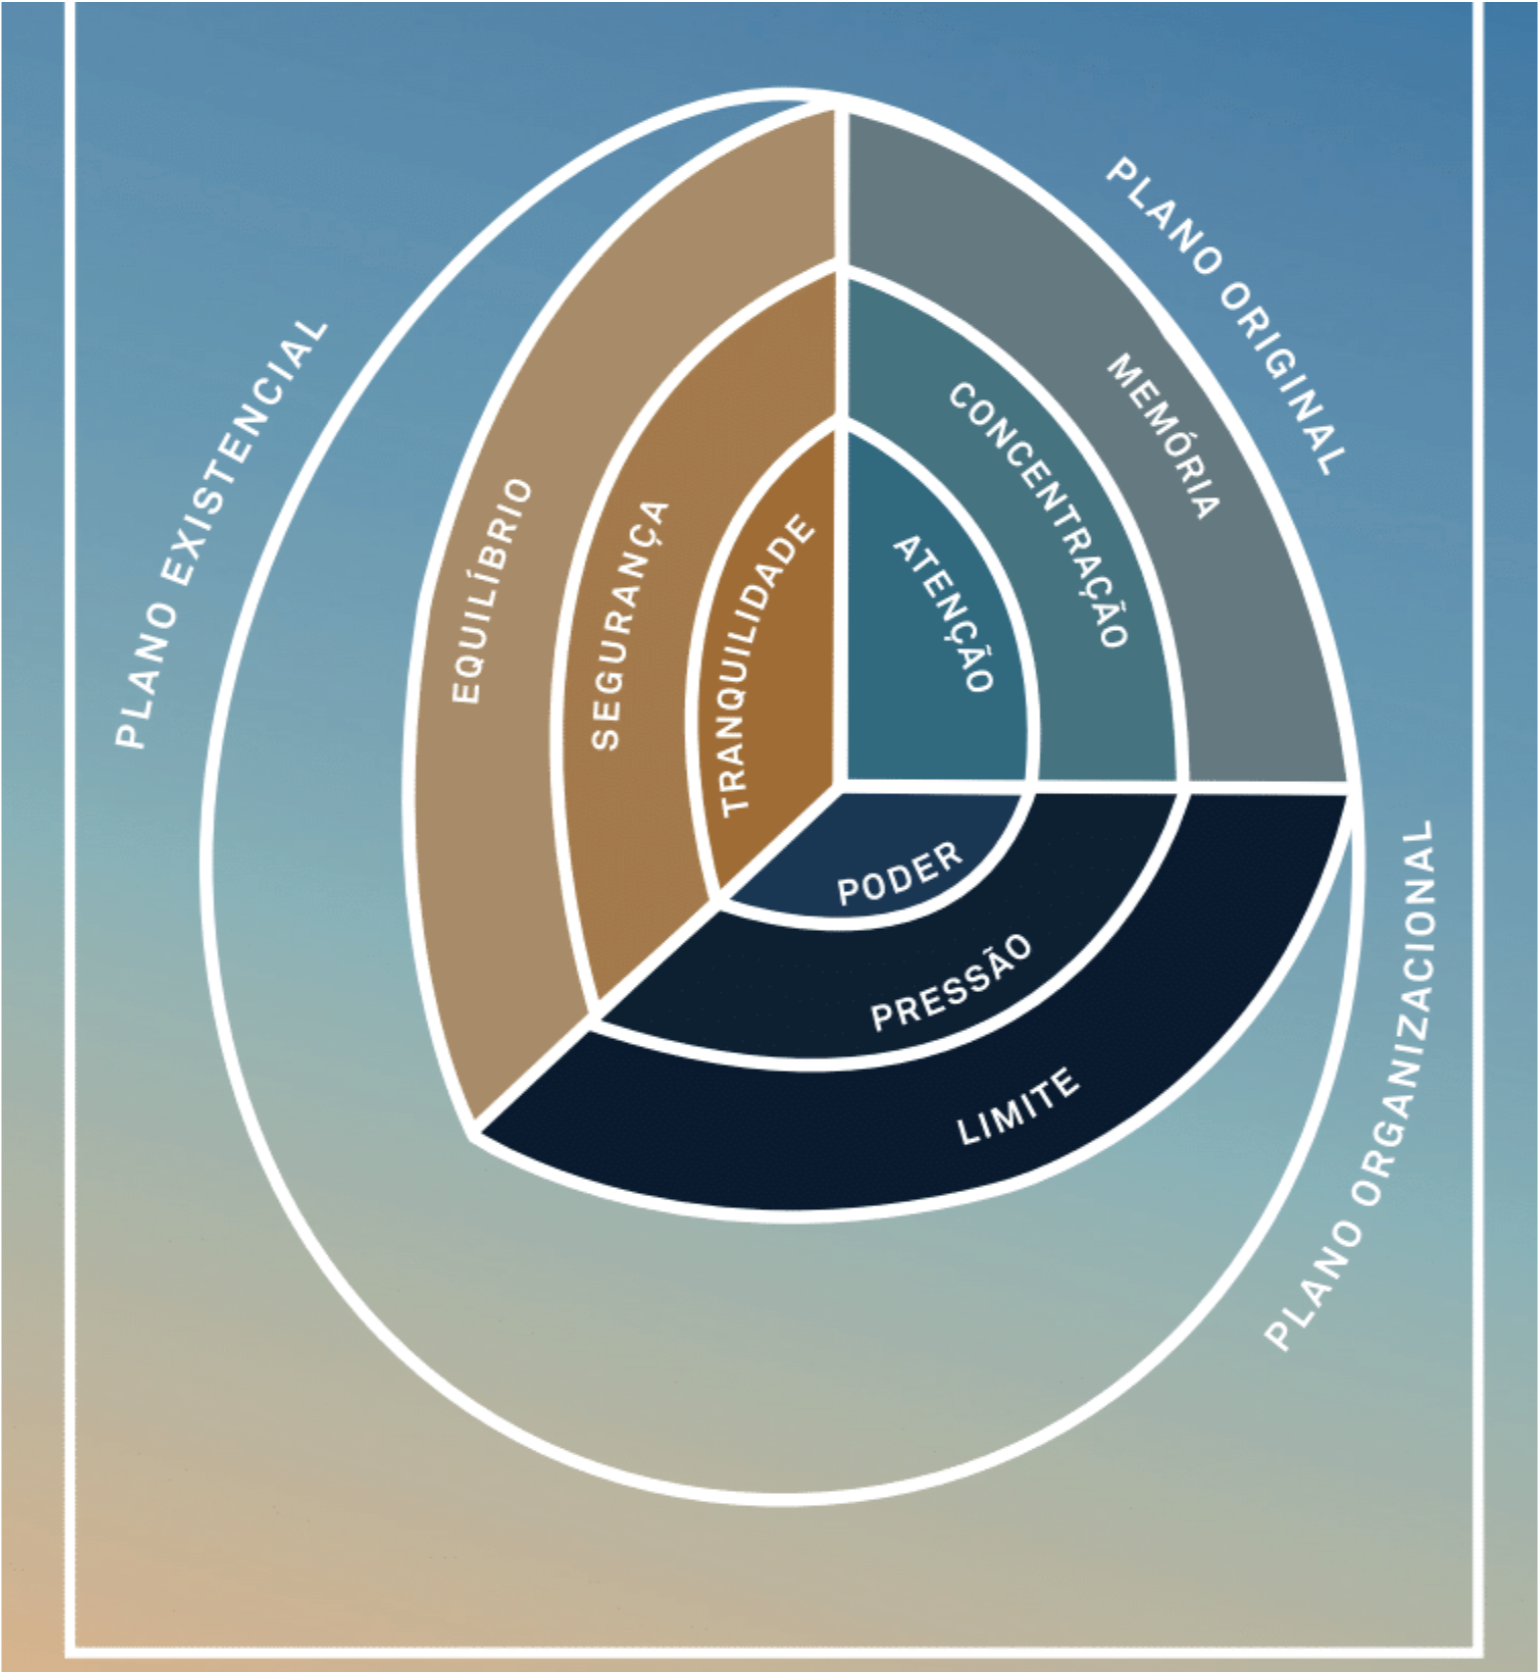 PLANO ORIGINAL
MEMÓRIA
CONCENTRAÇÃO
ATENÇÃO
PLANO EXISTENCIAL
EQUILÍBRIO
SEGURANÇA
TRANQUILIDADE
PLANO ORGANIZACIONAL
PODER
PRESSÃO
LIMITE